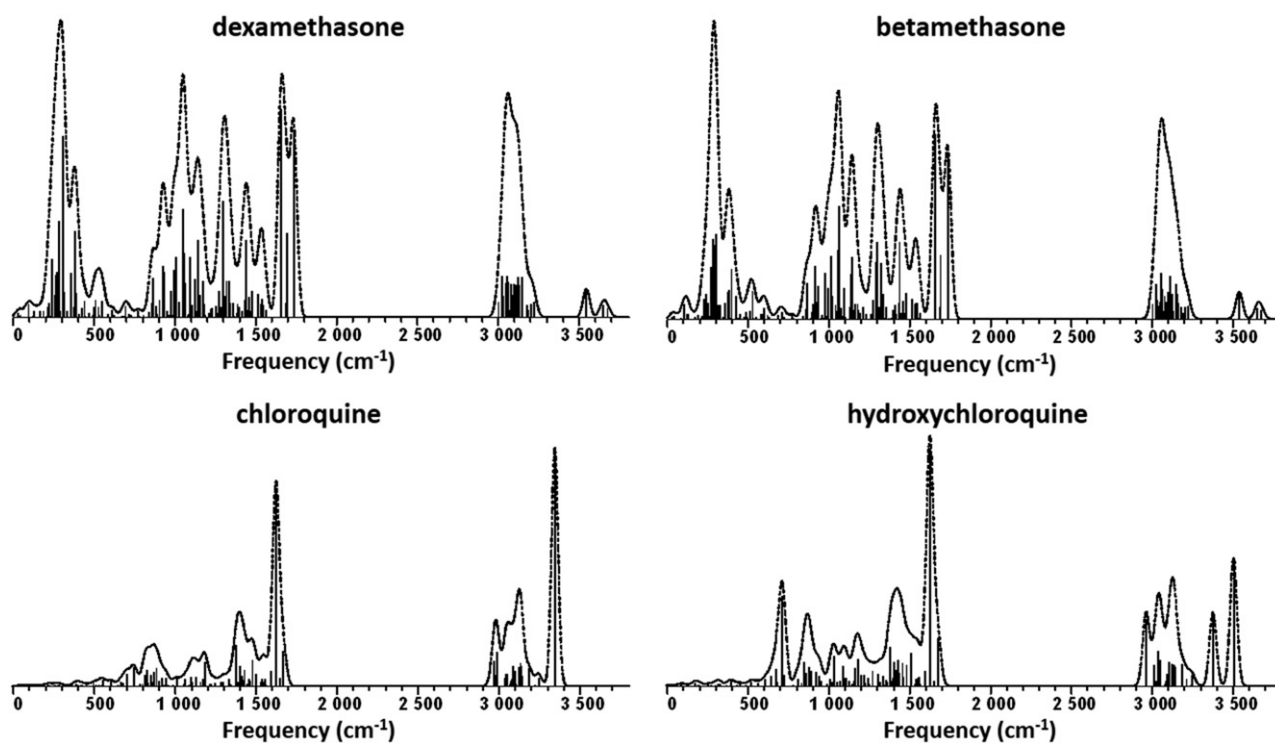 dexamethasone
0 500 1 000 1 500 2 000 2 500 3 000 3 500
Frequency (cm-1)
betamethasone
0 500 1 000 1 500 2 000 2 500 3 000 3 500
Frequency (cm-1)
chloroquine
0 500 1 000 1 500 2 000 2 500 3 000 3 500
Frequency (cm-1)
hydroxychloroquine
0 500 1 000 1 500 2 000 2 500 3 000 3 500
Frequency (cm-1)